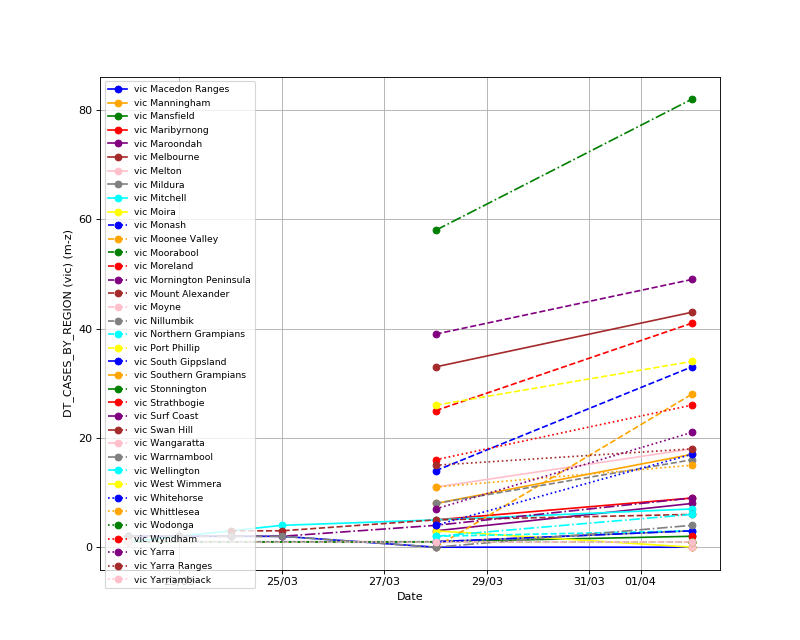 80
60
40
20
0
DT_CASES_BY_REGION (vic) (m-z)
vic Macedon Ranges
vic Manningham
vic Mansfield
vic Maribyrnong
vic Maroondah
vic Melbourne
vic Melton
vic Mildura
vic Mitchell
vic Moira
vic Monash
vic Moonee Valley
vic Moorabool
vic Moreland
vic Mornington Peninsula
vic Mount Alexander
vic Moyne
vic Nillumbik
vic Northern Grampians
vic Port Phillip
vic South Gippsland
vic Southern Grampians
vic Stonnington
vic Strathbogie
vic Surf Coast
vic Swan Hill
vic Wangaratta
vic Warrnambool
vic Wellington
vic West Wimmera
vic Whitehorse
vic Whittlesea
vic Wodonga
vic Wyndham
vic Yarra
vic Yarra Ranges
vic Yarriambiack
25/03
27/03
29/03
31/03
01/04
Date